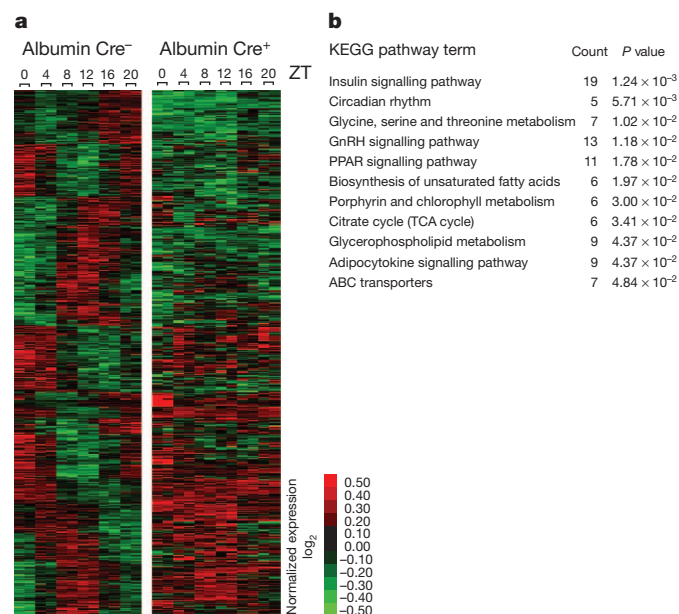 a
Albumin Cre⁻ Albumin Cre⁺
0 4 8 12 16 20 0 4 8 12 16 20 ZT
Normalized expression
log₂
0.50
0.40
0.30
0.20
0.10
0.00
–0.10
–0.20
–0.30
–0.40
–0.50
b
KEGG pathway term Count P value
Insulin signalling pathway 19 1.24 × 10⁻³
Circadian rhythm 5 5.71 × 10⁻³
Glycine, serine and threonine metabolism 7 1.02 × 10⁻²
GnRH signalling pathway 13 1.18 × 10⁻²
PPAR signalling pathway 11 1.78 × 10⁻²
Biosynthesis of unsaturated fatty acids 6 1.97 × 10⁻²
Porphyrin and chlorophyll metabolism 6 3.00 × 10⁻²
Citrate cycle (TCA cycle) 6 3.41 × 10⁻²
Glycerophospholipid metabolism 9 4.37 × 10⁻²
Adipocytokine signalling pathway 9 4.37 × 10⁻²
ABC transporters 7 4.84 × 10⁻²